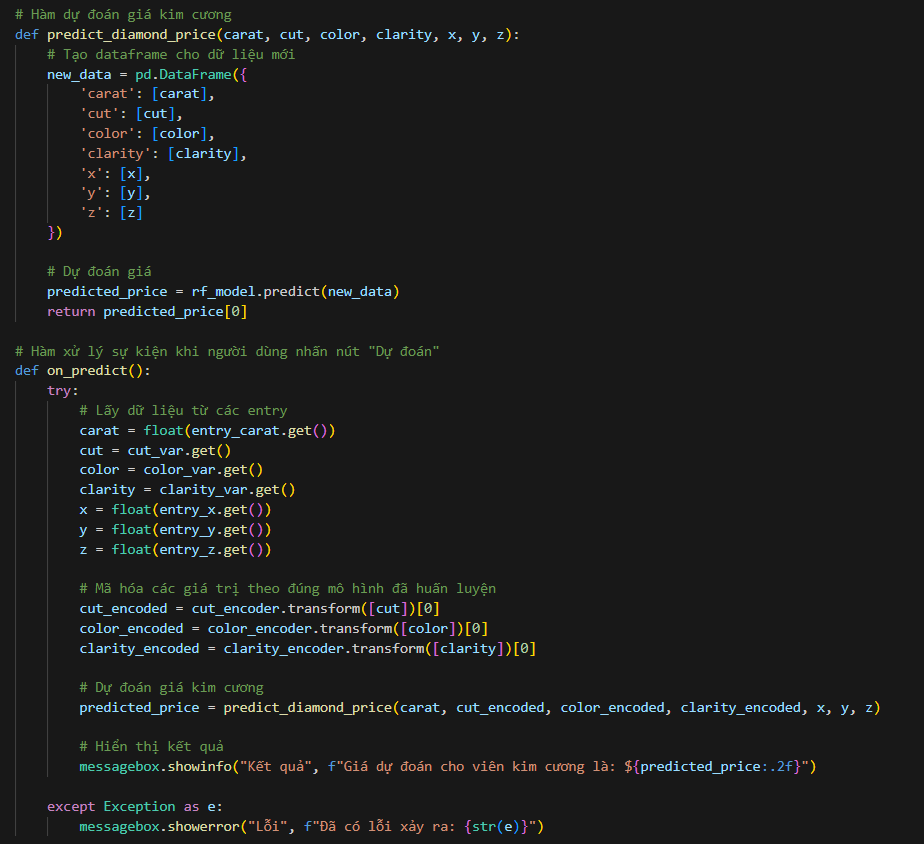 # Hàm dự đoán giá kim cương
def predict_diamond_price(carat, cut, color, clarity, x, y, z):
    # Tạo dataframe cho dữ liệu mới
    new_data = pd.DataFrame({
        'carat': [carat],
        'cut': [cut],
        'color': [color],
        'clarity': [clarity],
        'x': [x],
        'y': [y],
        'z': [z]
    })
    # Dự đoán giá
    predicted_price = rf_model.predict(new_data)
    return predicted_price[0]
# Hàm xử lý sự kiện khi người dùng nhấn nút "Dự đoán"
def on_predict():
    try:
        # Lấy dữ liệu từ các entry
        carat = float(entry_carat.get())
        cut = cut_var.get()
        color = color_var.get()
        clarity = clarity_var.get()
        x = float(entry_x.get())
        y = float(entry_y.get())
        z = float(entry_z.get())
        # Mã hóa các giá trị theo đúng mô hình đã huấn luyện
        cut_encoded = cut_encoder.transform([cut])[0]
        color_encoded = color_encoder.transform([color])[0]
        clarity_encoded = clarity_encoder.transform([clarity])[0]
        # Dự đoán giá kim cương
        predicted_price = predict_diamond_price(carat, cut_encoded, color_encoded, clarity_encoded, x, y, z)
        # Hiển thị kết quả
        messagebox.showinfo("Kết quả", f"Giá dự đoán cho viên kim cương là: ${predicted_price:.2f}")
    except Exception as e:
        messagebox.showerror("Lỗi", f"Đã có lỗi xảy ra: {str(e)}")